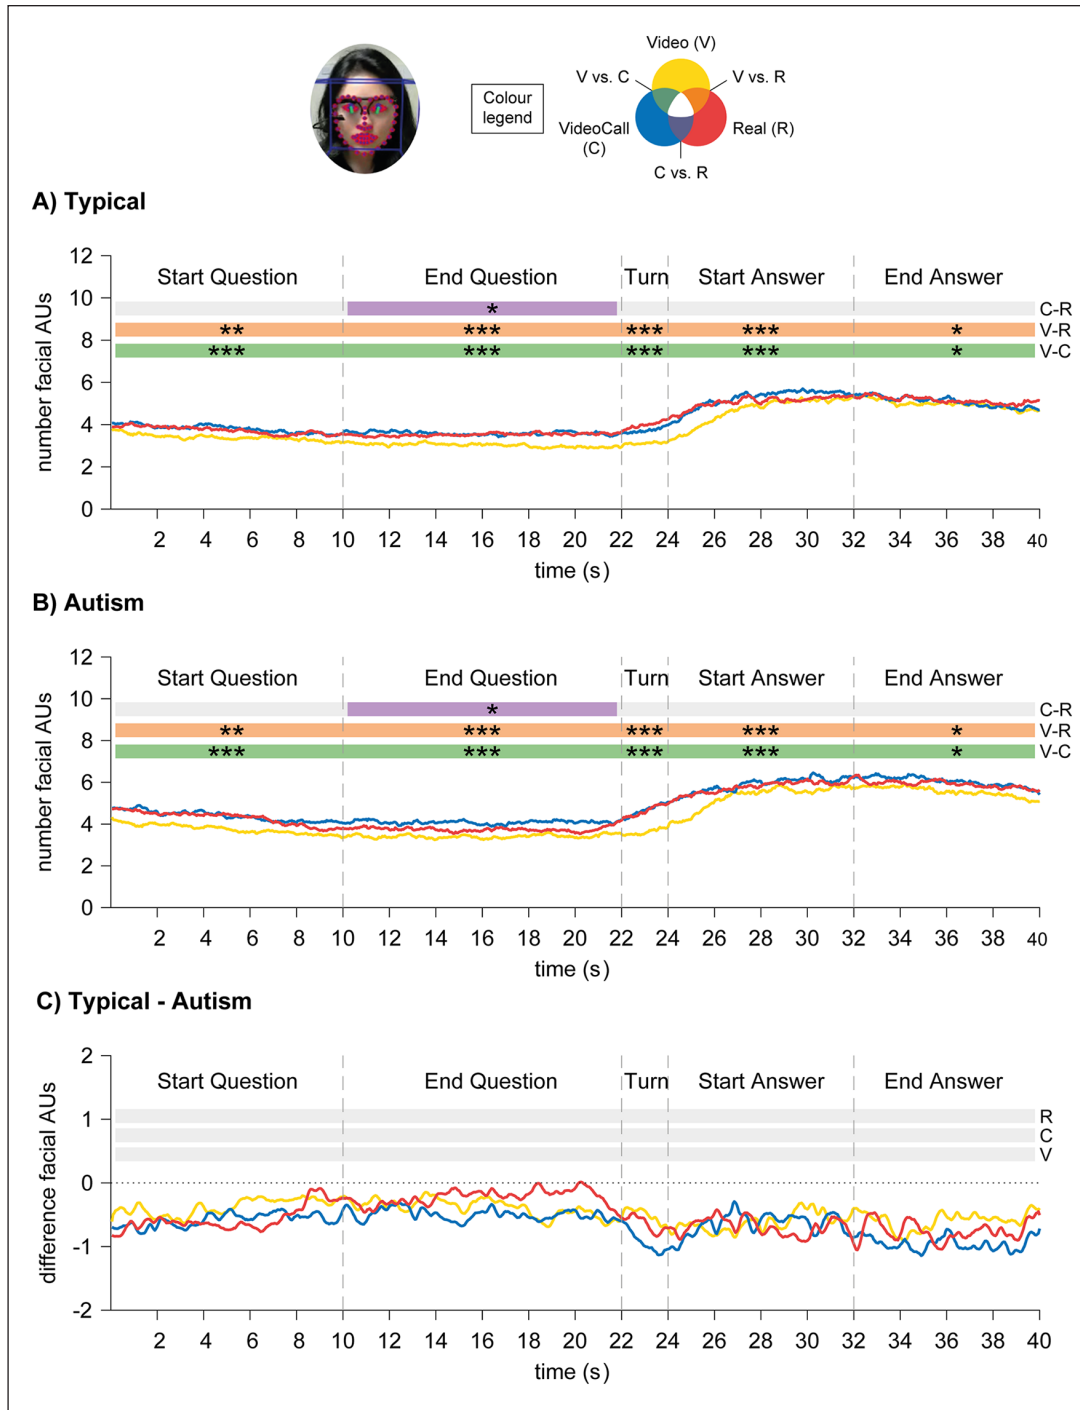 Video (V)
V vs. C
V vs. R
Colour
legend
VideoCall
(C)
Real (R)
C vs. R
A) Typical
number facial AUs
12
10
8
6
4
2
0
Start Question
End Question
Turn
Start Answer
End Answer
*
C-R
** *** *** *** *
V-R
*** *** *** *** *
V-C
2 4 6 8 10 12 14 16 18 20 22 24 26 28 30 32 34 36 38 40
time (s)
B) Autism
number facial AUs
12
10
8
6
4
2
0
Start Question
End Question
Turn
Start Answer
End Answer
*
C-R
** *** *** *** *
V-R
*** *** *** *** *
V-C
2 4 6 8 10 12 14 16 18 20 22 24 26 28 30 32 34 36 38 40
time (s)
C) Typical - Autism
difference facial AUs
2
1
0
-1
-2
Start Question
End Question
Turn
Start Answer
End Answer
R
C
V
2 4 6 8 10 12 14 16 18 20 22 24 26 28 30 32 34 36 38 40
time (s)